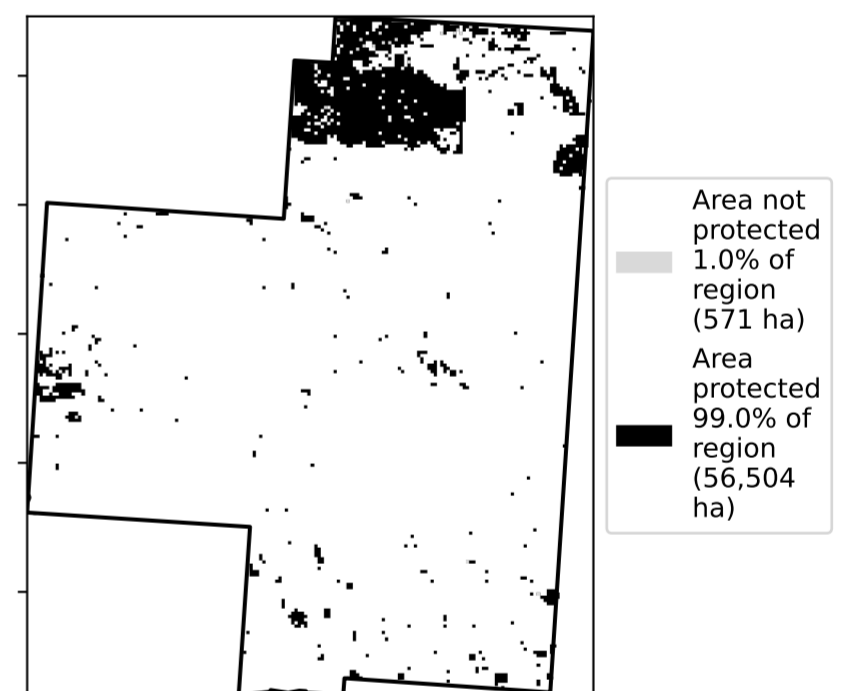 Area not
protected
1.0% of
region
(571 ha)
Area
protected
99.0% of
region
(56,504
ha)